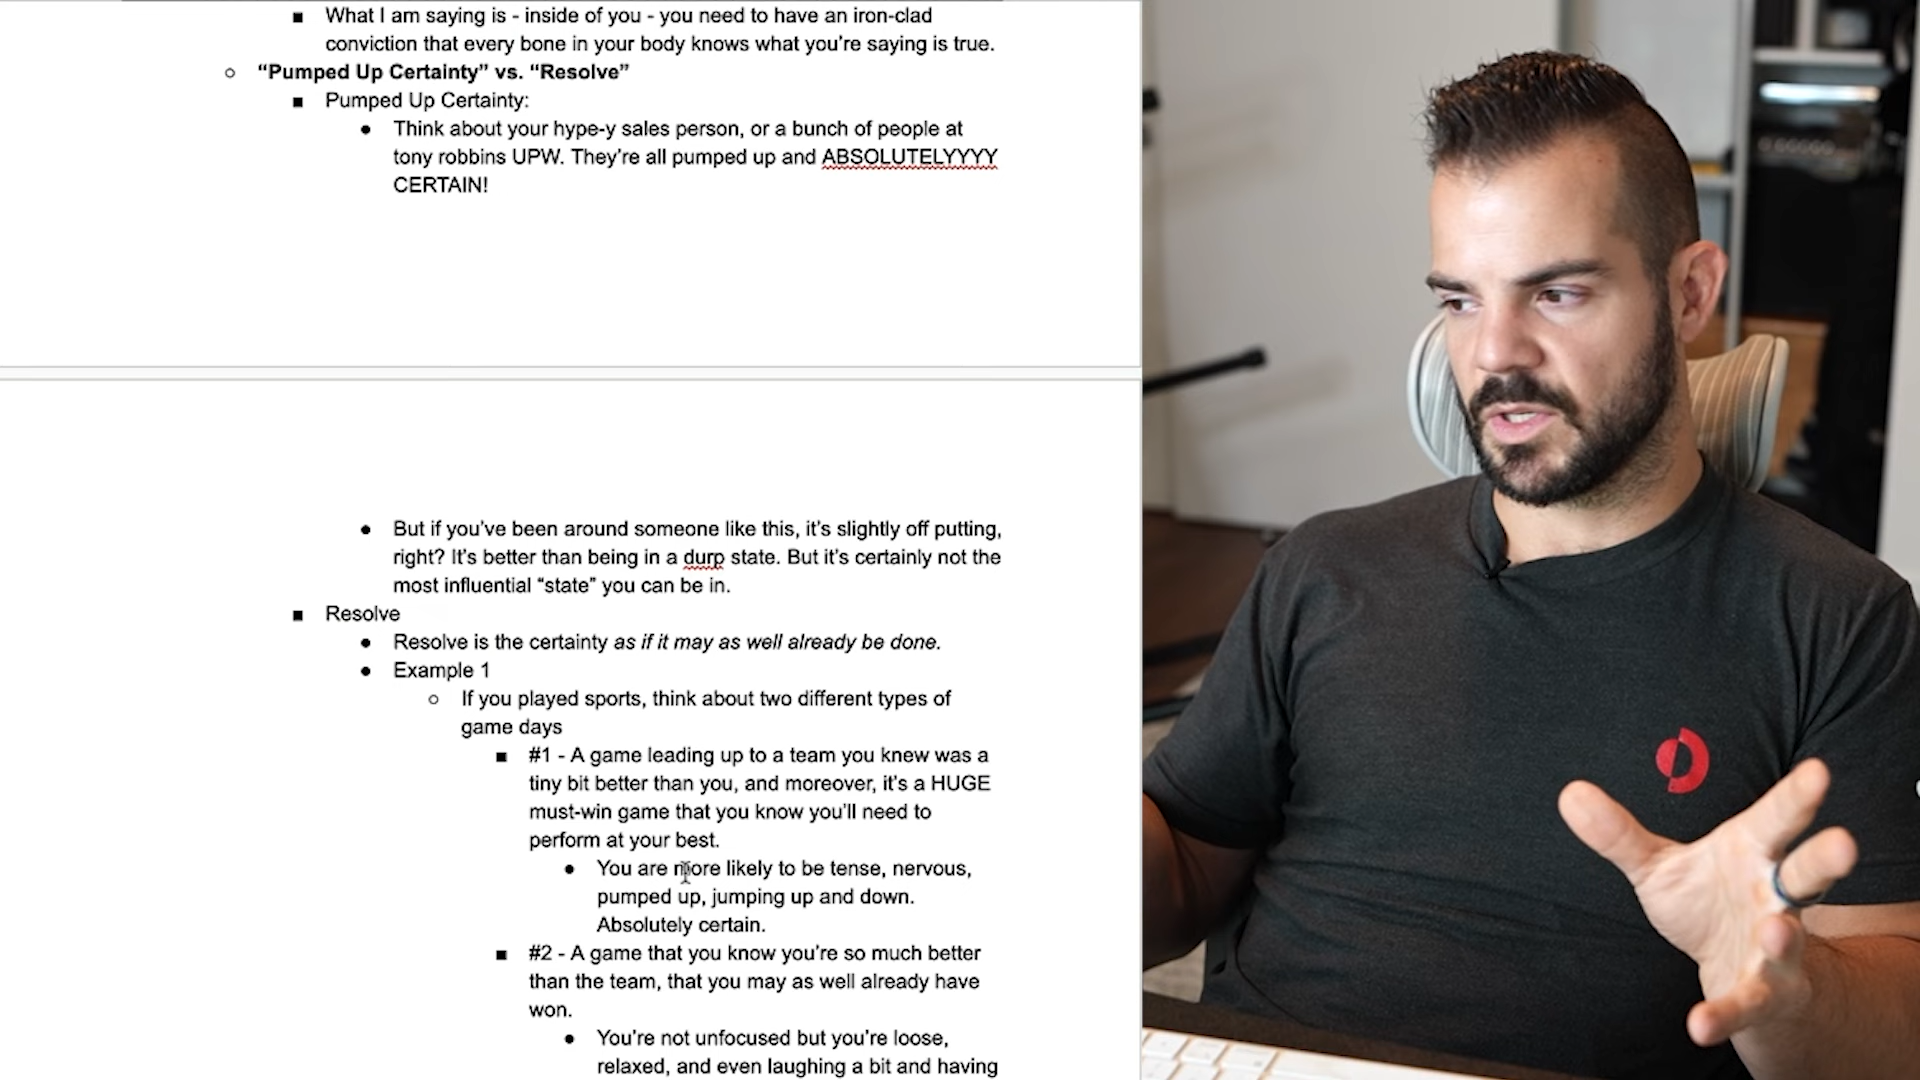 ■ What I am saying is - inside of you - you need to have an iron-clad
conviction that every bone in your body knows what you’re saying is true.
○ “Pumped Up Certainty” vs. “Resolve”
■ Pumped Up Certainty:
● Think about your hype-y sales person, or a bunch of people at
tony robbins UPW. They’re all pumped up and ABSOLUTELYYYY
CERTAIN!
● But if you’ve been around someone like this, it’s slightly off putting,
right? It’s better than being in a durp state. But it’s certainly not the
most influential “state” you can be in.
■ Resolve
● Resolve is the certainty as if it may as well already be done.
● Example 1
○ If you played sports, think about two different types of
game days
■ #1 - A game leading up to a team you knew was a
tiny bit better than you, and moreover, it’s a HUGE
must-win game that you know you’ll need to
perform at your best.
● You are more likely to be tense, nervous,
pumped up, jumping up and down.
Absolutely certain.
■ #2 - A game that you know you’re so much better
than the team, that you may as well already have
won.
● You’re not unfocused but you’re loose,
relaxed, and even laughing a bit and having